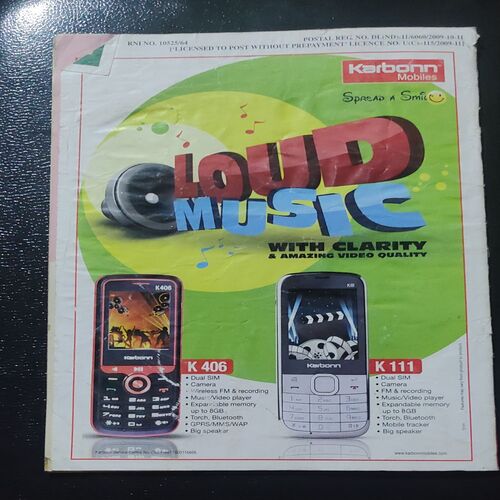 RNI.NO. 10525/64
POSTAL REG. NO. DL(ND)-11/6060/2009-10-11
"LICENSED TO POST WITHOUT PREPAYMENT" LICENCE NO. U(C)-115/2009-111
Karbonn
Mobiles
SPREAD A Smile
LOUD
MUSIC
WITH CLARITY
& AMAZING VIDEO QUALITY
K408
Karbonn
K III
Karbonn
K 406
• Dual SIM
• Camera
• Wireless FM & recording
• Music/Video player
• Expandable memory
up to 8GB
• Torch, Bluetooth
• GPRS/MMS/WAP
• Big speaker
K 111
• Dual SIM
• Camera
• FM & recording
• Music/Video player
• Expandable memory
up to 8GB
• Torch, Bluetooth
• Mobile tracker
• Big speaker
www.karbonnmobiles.com